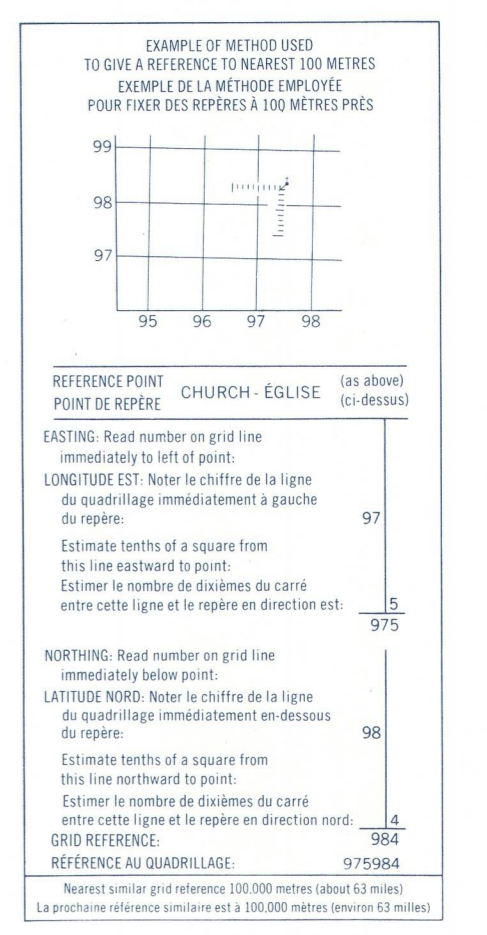 EXAMPLE OF METHOD USED
TO GIVE A REFERENCE TO NEAREST 100 METRES
EXEMPLE DE LA MÉTHODE EMPLOYÉE
POUR FIXER DES REPÈRES À 100 MÈTRES PRÈS
99
98
97
95 96 97 98
REFERENCE POINT
POINT DE REPÈRE
CHURCH - ÉGLISE
(as above)
(ci-dessus)
EASTING: Read number on grid line
immediately to left of point:
LONGITUDE EST: Noter le chiffre de la ligne
du quadrillage immédiatement à gauche
du repère: 97
Estimate tenths of a square from
this line eastward to point:
Estimer le nombre de dixièmes du carré
entre cette ligne et le repère en direction est: 5
975
NORTHING: Read number on grid line
immediately below point:
LATITUDE NORD: Noter le chiffre de la ligne
du quadrillage immédiatement en-dessous
du repère: 98
Estimate tenths of a square from
this line northward to point:
Estimer le nombre de dixièmes du carré
entre cette ligne et le repère en direction nord: 4
GRID REFERENCE: 984
RÉFÉRENCE AU QUADRILLAGE: 975984
Nearest similar grid reference 100,000 metres (about 63 miles)
La prochaine référence similaire est à 100,000 mètres (environ 63 milles)